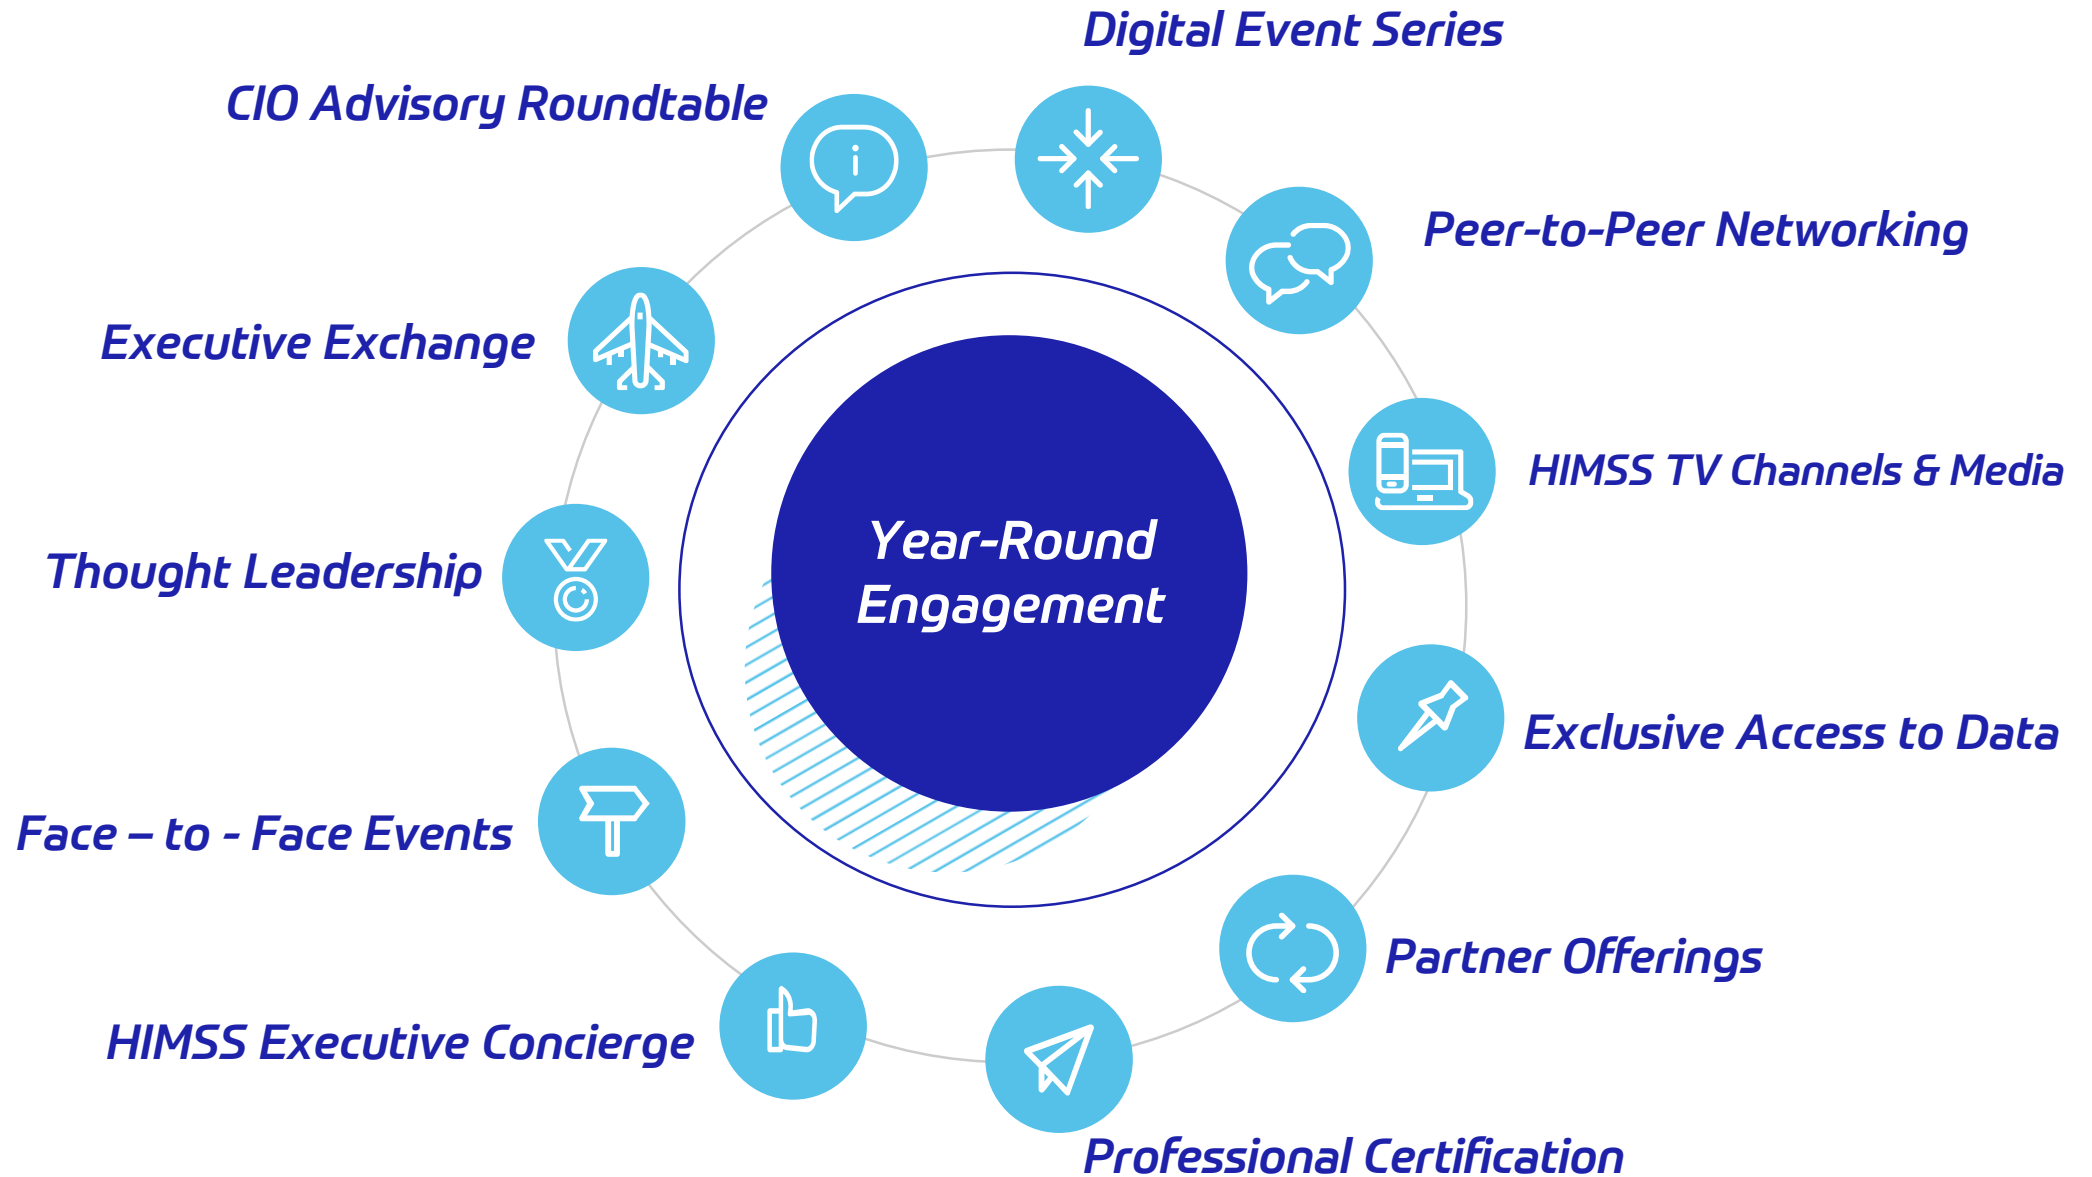 Digital Event Series
CIO Advisory Roundtable
Peer-to-Peer Networking
Executive Exchange
HIMSS TV Channels & Media
Year-Round
Engagement
Thought Leadership
Exclusive Access to Data
Face – to - Face Events
Partner Offerings
HIMSS Executive Concierge
Professional Certification